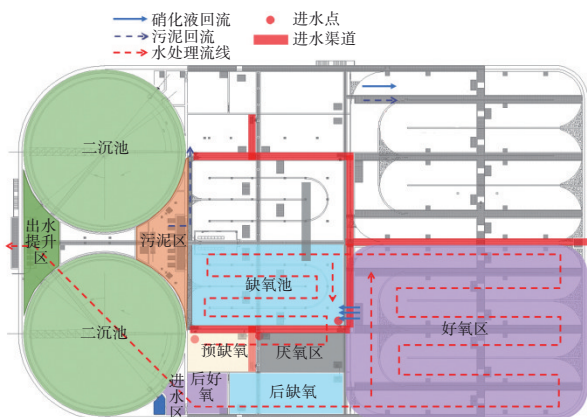 硝化液回流
进水点
污泥回流
进水渠道
水处理流线
二沉池
出水
提升
区
污泥区
缺氧池
二沉池
好氧区
预缺氧
厌氧区
进
水
区
后好
氧
后缺氧